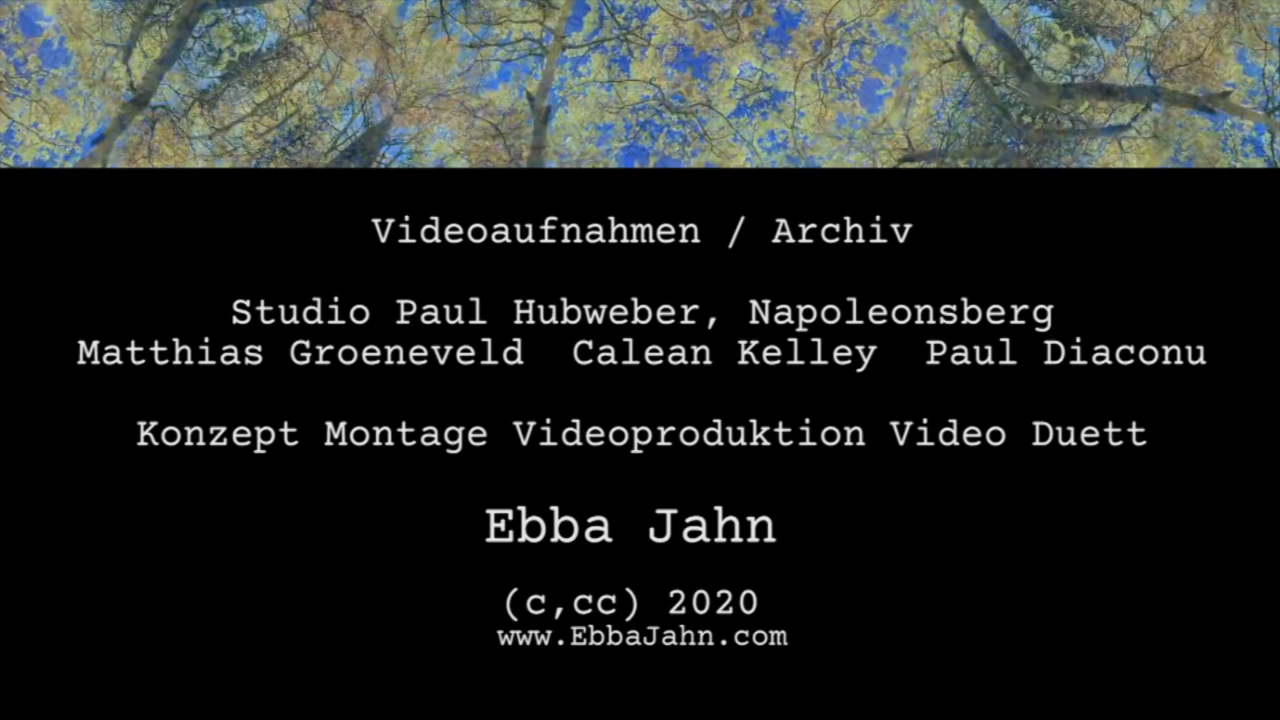 Videoaufnahmen / Archiv
Studio Paul Hubweber, Napoleonsberg
Matthias Groeneveld Calean Kelley Paul Diaconu
Konzept Montage Videoproduktion Video Duett
Ebba Jahn
(c,cc) 2020
www.EbbaJahn.com